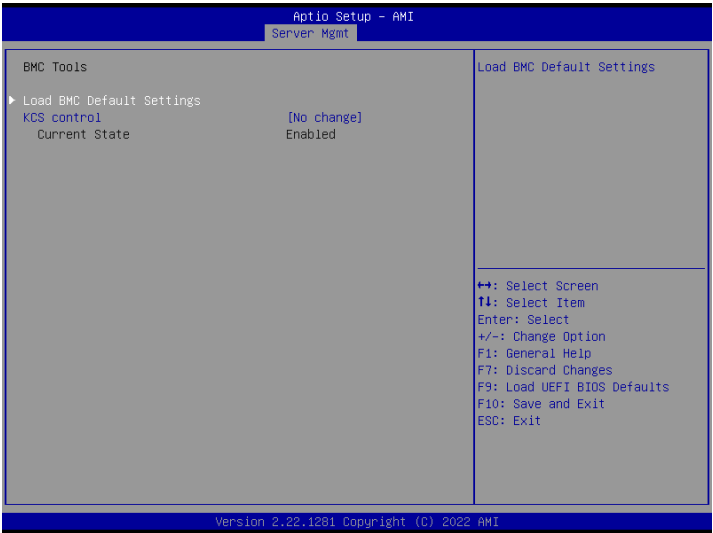 Aptio Setup – AMI
Server Mgmt
BMC Tools
Load BMC Default Settings
KCS control [No change]
Current State Enabled
Load BMC Default Settings
↔: Select Screen
↑↓: Select Item
Enter: Select
+/-: Change Option
F1: General Help
F7: Discard Changes
F9: Load UEFI BIOS Defaults
F10: Save and Exit
ESC: Exit
Version 2.22.1281 Copyright (C) 2022 AMI